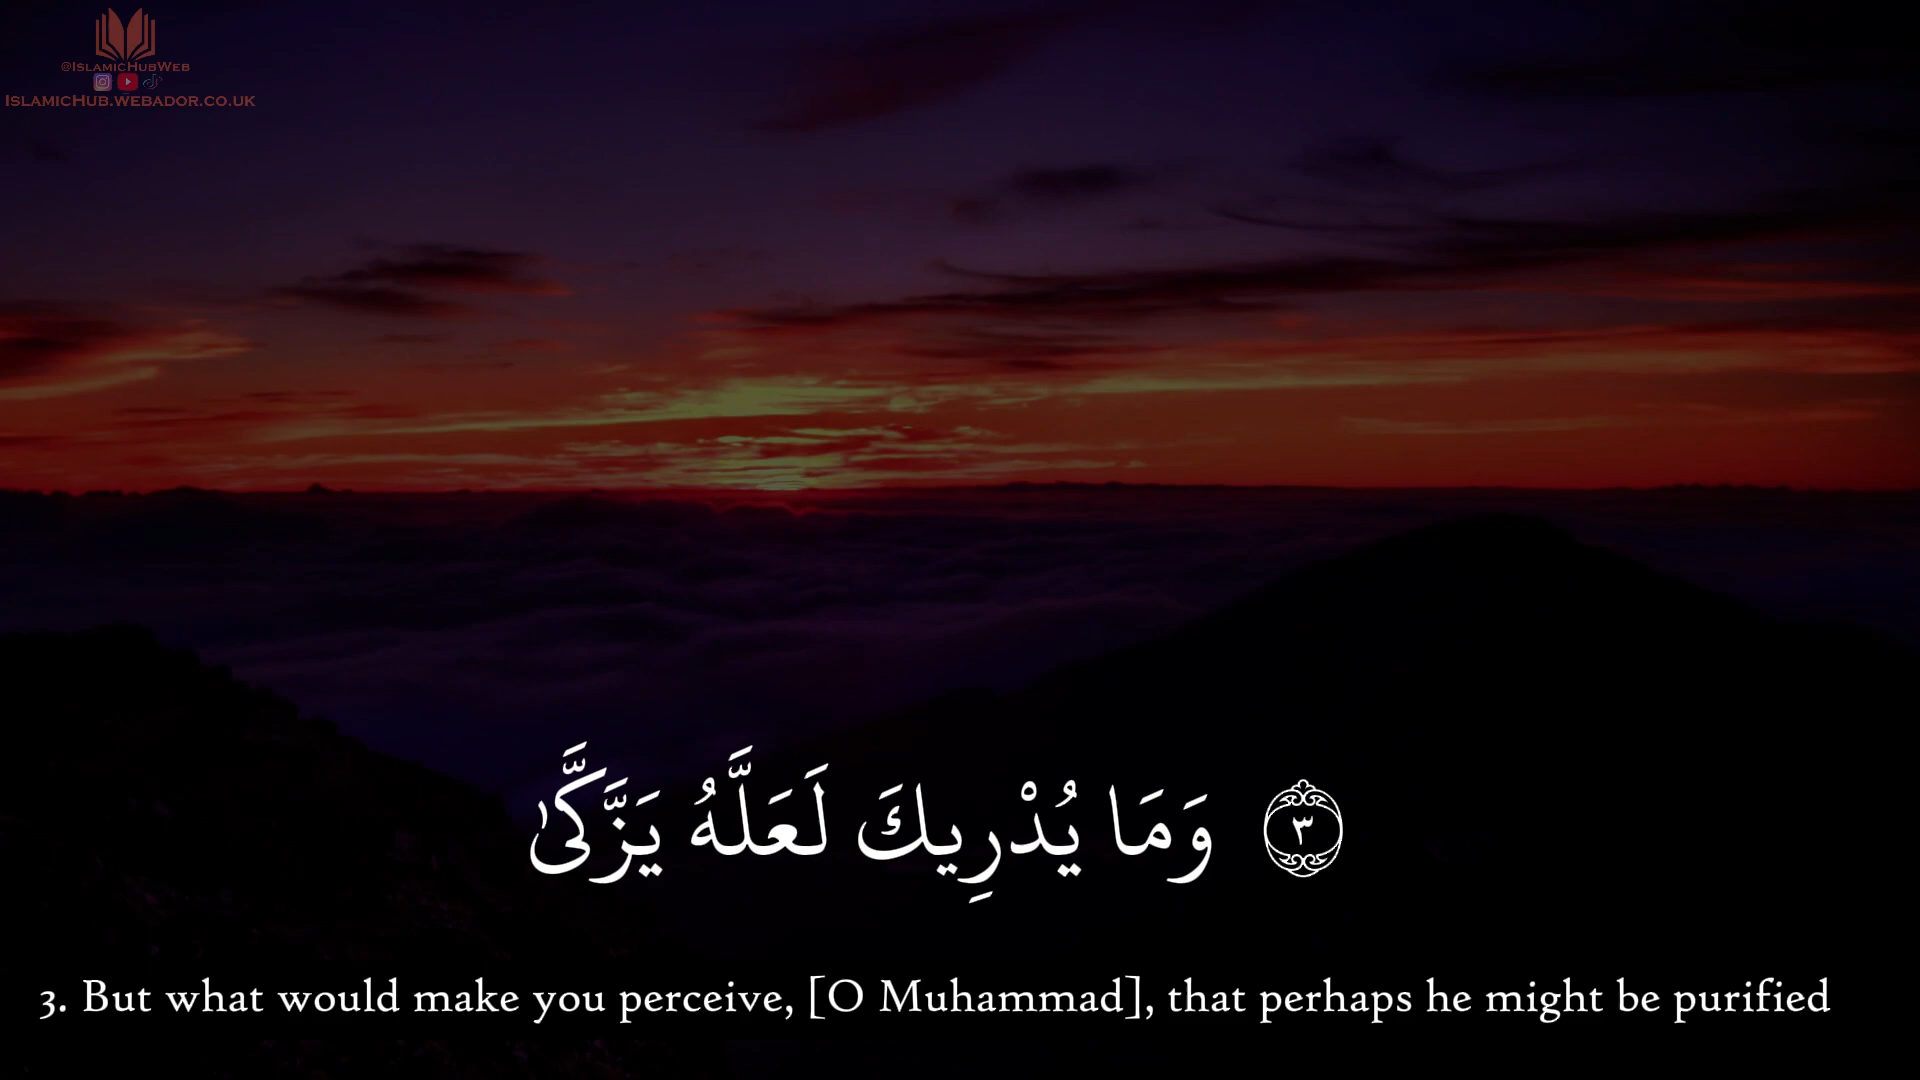 @IslamicHubWeb
IslamicHub.webador.co.uk
وَمَا يُدْرِيكَ لَعَلَّهُ يَزَّكَّىٰ ٣
3. But what would make you perceive, [O Muhammad], that perhaps he might be purified